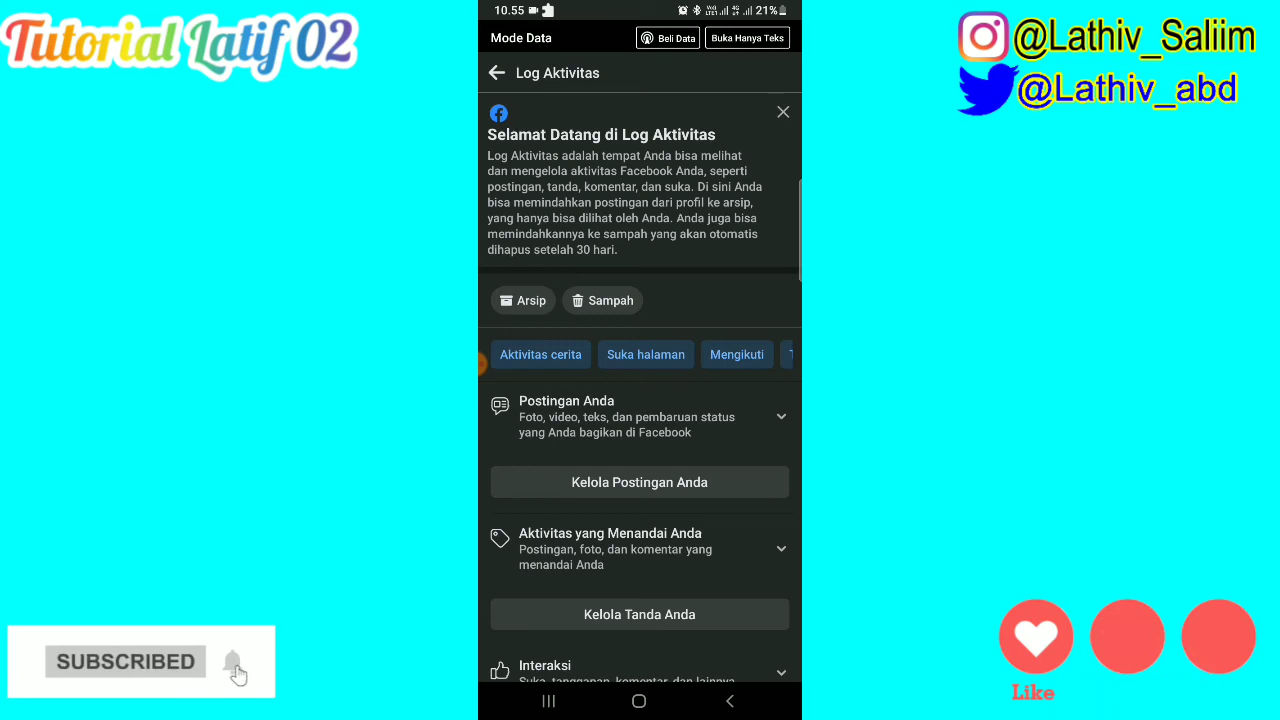 Tutorial Latif 02
@Lathiv_Saliim
@Lathiv_abd
10.55
21%
Mode Data
Beli Data
Buka Hanya Teks
Log Aktivitas
Selamat Datang di Log Aktivitas
Log Aktivitas adalah tempat Anda bisa melihat
dan mengelola aktivitas Facebook Anda, seperti
postingan, tanda, komentar, dan suka. Di sini Anda
bisa memindahkan postingan dari profil ke arsip,
yang hanya bisa dilihat oleh Anda. Anda juga bisa
memindahkannya ke sampah yang akan otomatis
dihapus setelah 30 hari.
Arsip
Sampah
Aktivitas cerita
Suka halaman
Mengikuti
Postingan Anda
Foto, video, teks, dan pembaruan status
yang Anda bagikan di Facebook
Kelola Postingan Anda
Aktivitas yang Menandai Anda
Postingan, foto, dan komentar yang
menandai Anda
Kelola Tanda Anda
Interaksi
Suka, tanggapan, komentar, dan lainnya
SUBSCRIBED
Like